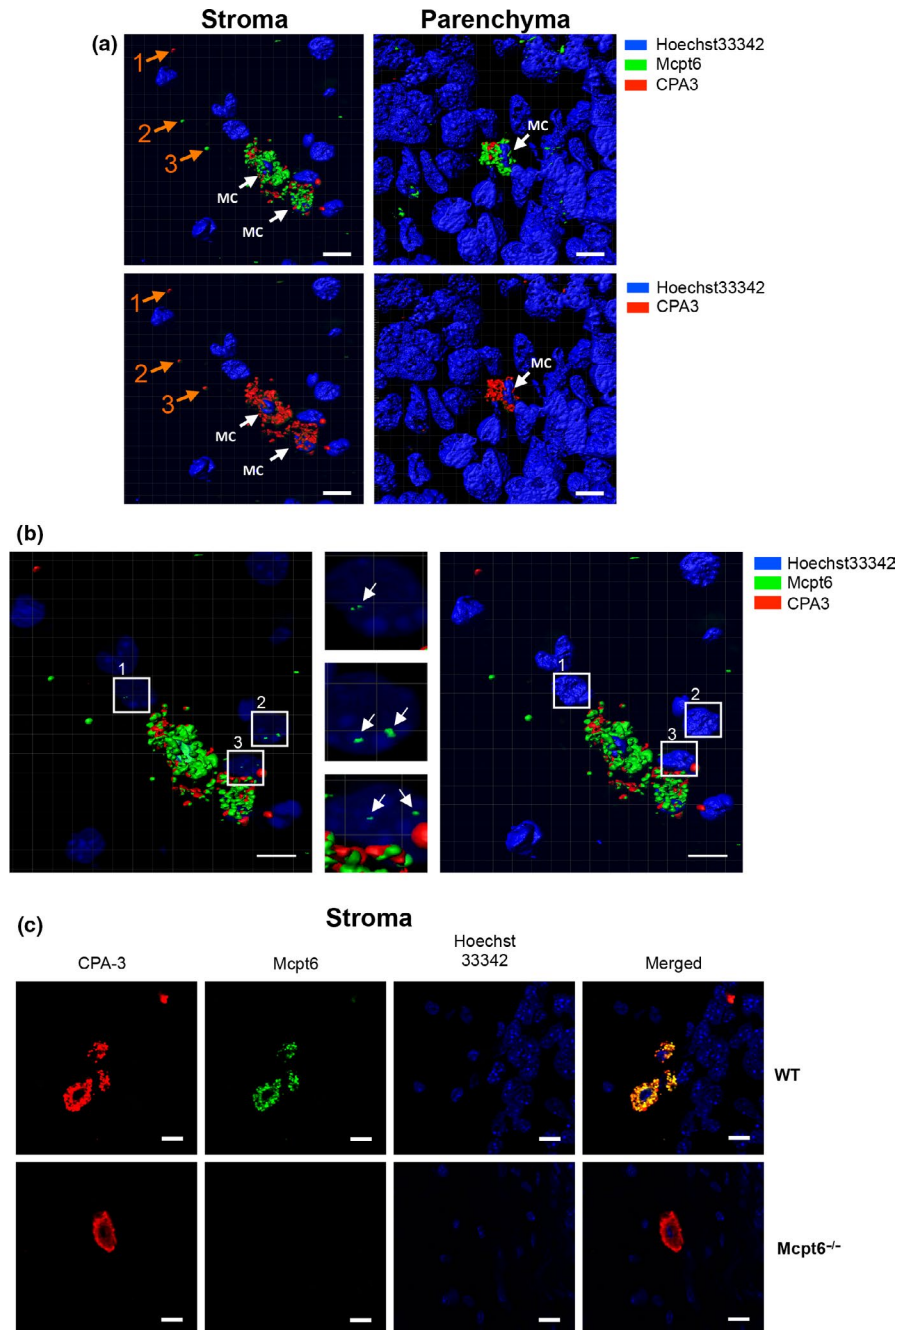 Stroma
Parenchyma
(a)
Hoechst33342
Mcpt6
CPA3
1
2
3
MC
MC
MC
Hoechst33342
CPA3
1
2
3
MC
MC
MC
(b)
Hoechst33342
Mcpt6
CPA3
1
2
3
1
2
3
(c)
Stroma
CPA-3
Mcpt6
Hoechst
33342
Merged
WT
Mcpt6-/-